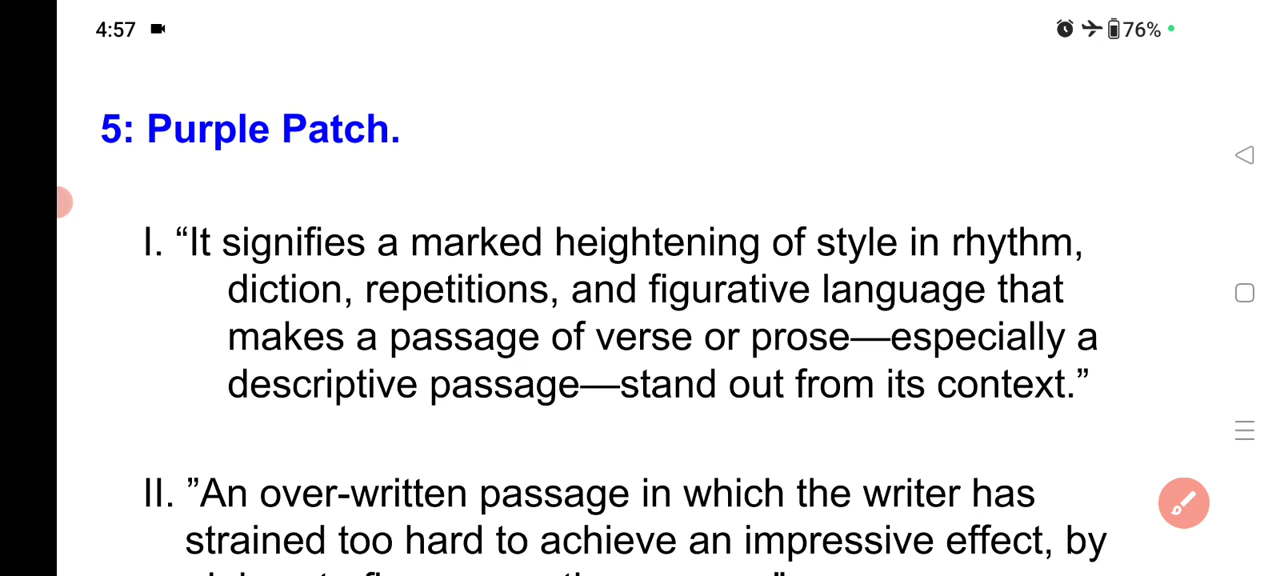 4:57
76%
5: Purple Patch.
I. “It signifies a marked heightening of style in rhythm,
diction, repetitions, and figurative language that
makes a passage of verse or prose—especially a
descriptive passage—stand out from its context.”
II. ”An over-written passage in which the writer has
strained too hard to achieve an impressive effect, by